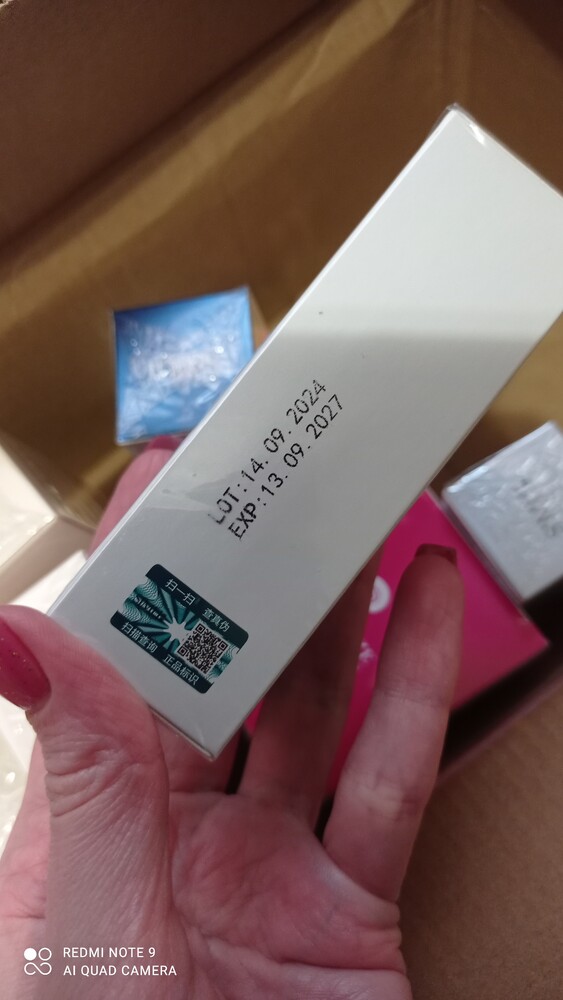 LOT:14.09.2024
EXP:13.09.2027
扫一扫 查真伪
扫描查询 正品标识
REDMI NOTE 9
AI QUAD CAMERA